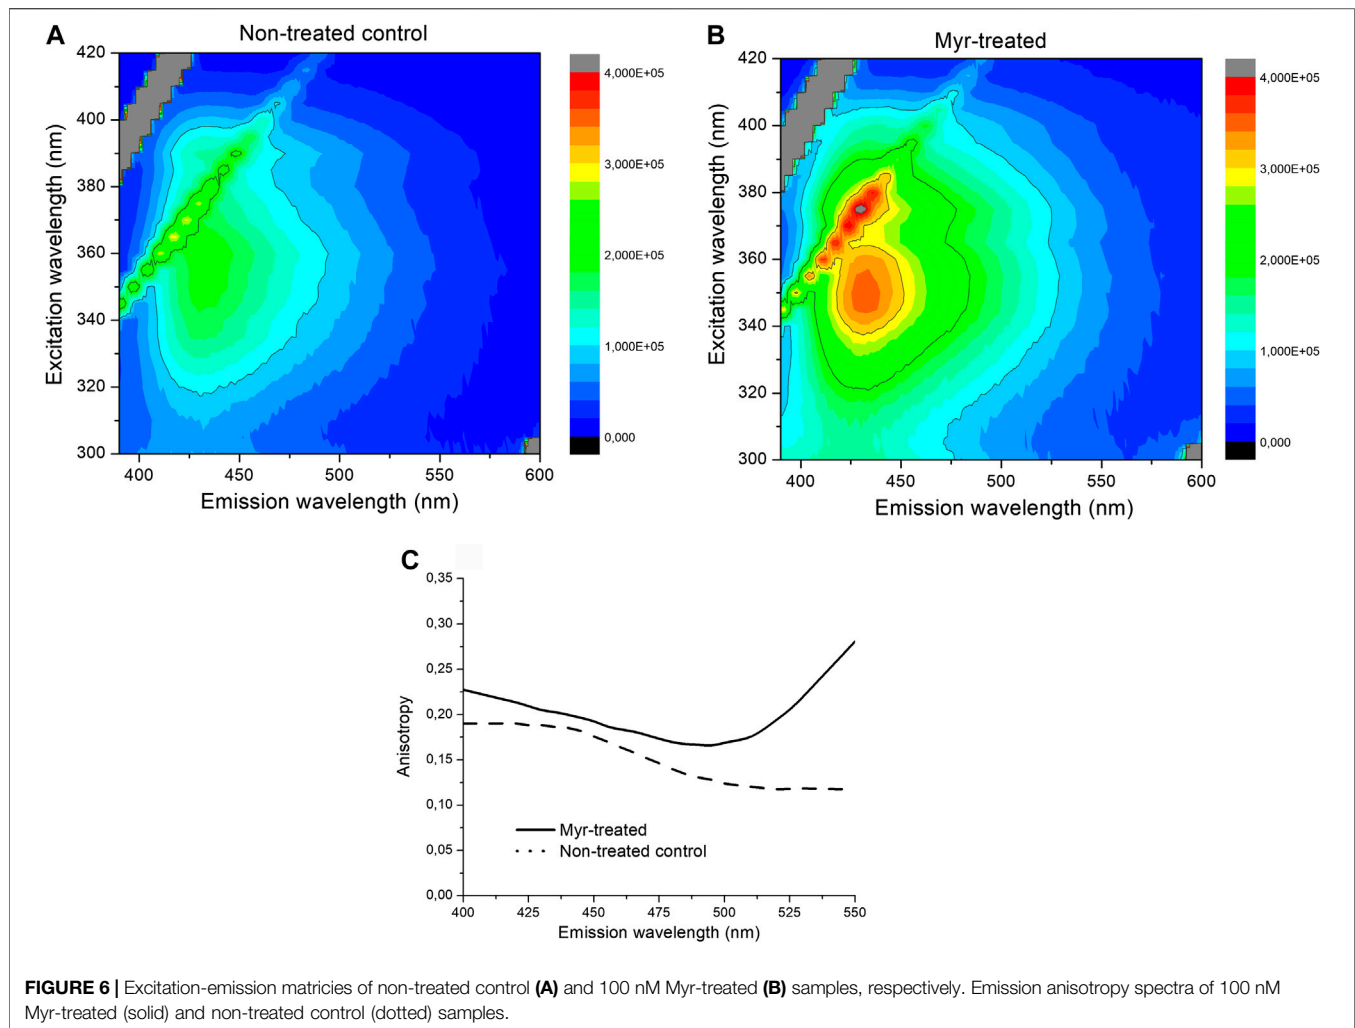 A
Non-treated control
420
400
380
360
340
320
300
Excitation wavelength (nm)
400 450 500 550 600
Emission wavelength (nm)
4,000E+05
3,000E+05
2,000E+05
1,000E+05
0,000
B
Myr-treated
420
400
380
360
340
320
300
Excitation wavelength (nm)
400 450 500 550 600
Emission wavelength (nm)
4,000E+05
3,000E+05
2,000E+05
1,000E+05
0,000
C
0,35
0,30
0,25
0,20
0,15
0,10
0,05
0,00
Anisotropy
Myr-treated
Non-treated control
400 425 450 475 500 525 550
Emission wavelength (nm)
FIGURE 6 | Excitation-emission matricies of non-treated control (A) and 100 nM Myr-treated (B) samples, respectively. Emission anisotropy spectra of 100 nM
Myr-treated (solid) and non-treated control (dotted) samples.